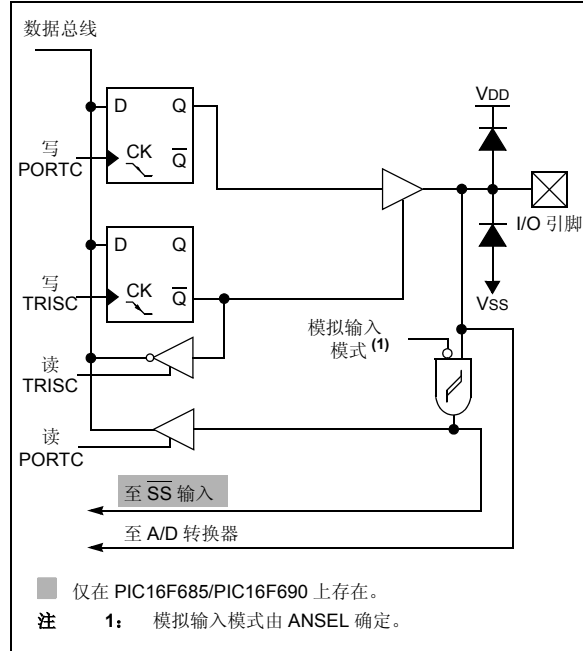 数据总线
D Q
写 PORTC
CK Q̅
VDD
I/O 引脚
VSS
D Q
写 TRISC
CK Q̅
读 TRISC
模拟输入 模式 (1)
读 PORTC
至 S̅S̅ 输入
至 A/D 转换器
仅在 PIC16F685/PIC16F690 上存在。
注 1: 模拟输入模式由 ANSEL 确定。